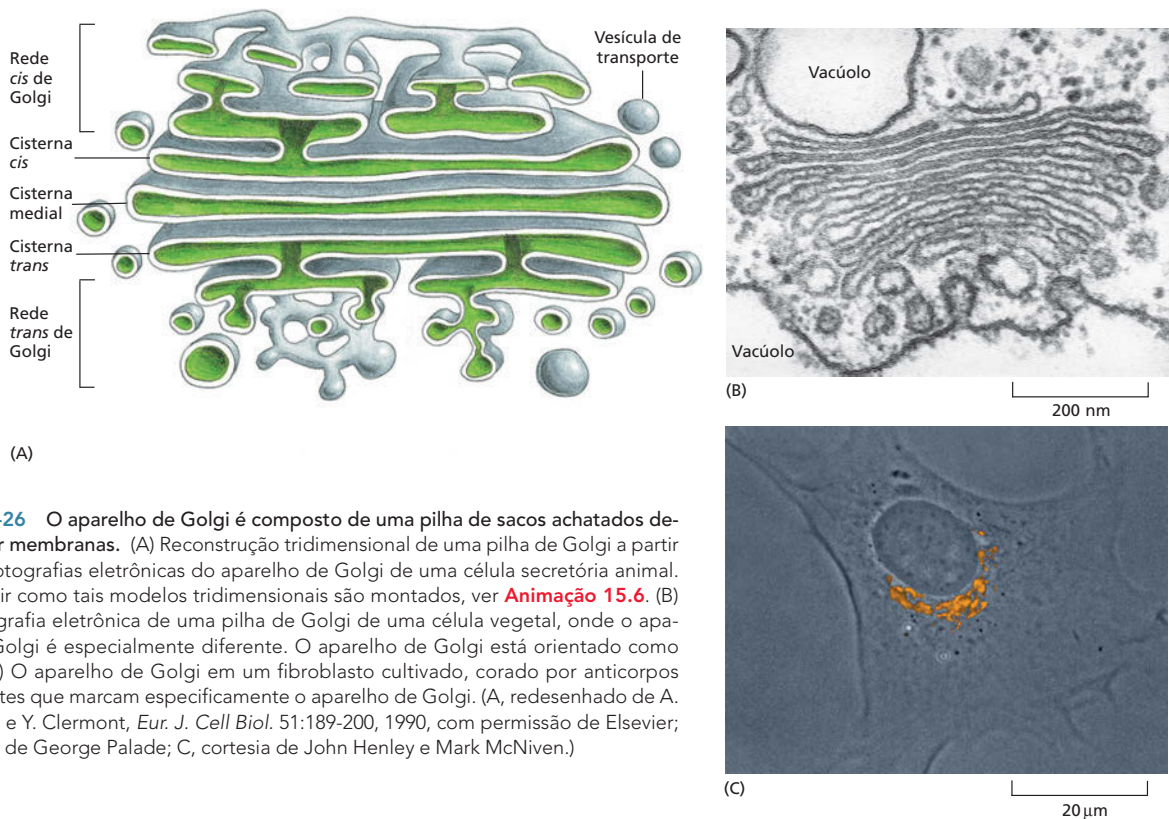 Rede
cis de
Golgi
Cisterna
cis
Cisterna
medial
Cisterna
trans
Rede
trans de
Golgi
Vesícula de
transporte
(A)
Vacúolo
Vacúolo
(B)
200 nm
(C)
20 µm
-26 O aparelho de Golgi é composto de uma pilha de sacos achatados de-
r membranas. (A) Reconstrução tridimensional de uma pilha de Golgi a partir
otografias eletrônicas do aparelho de Golgi de uma célula secretória animal.
ir como tais modelos tridimensionais são montados, ver Animação 15.6. (B)
grafia eletrônica de uma pilha de Golgi de uma célula vegetal, onde o apa-
Golgi é especialmente diferente. O aparelho de Golgi está orientado como
) O aparelho de Golgi em um fibroblasto cultivado, corado por anticorpos
tes que marcam especificamente o aparelho de Golgi. (A, redesenhado de A.
e Y. Clermont, Eur. J. Cell Biol. 51:189-200, 1990, com permissão de Elsevier;
de George Palade; C, cortesia de John Henley e Mark McNiven.)